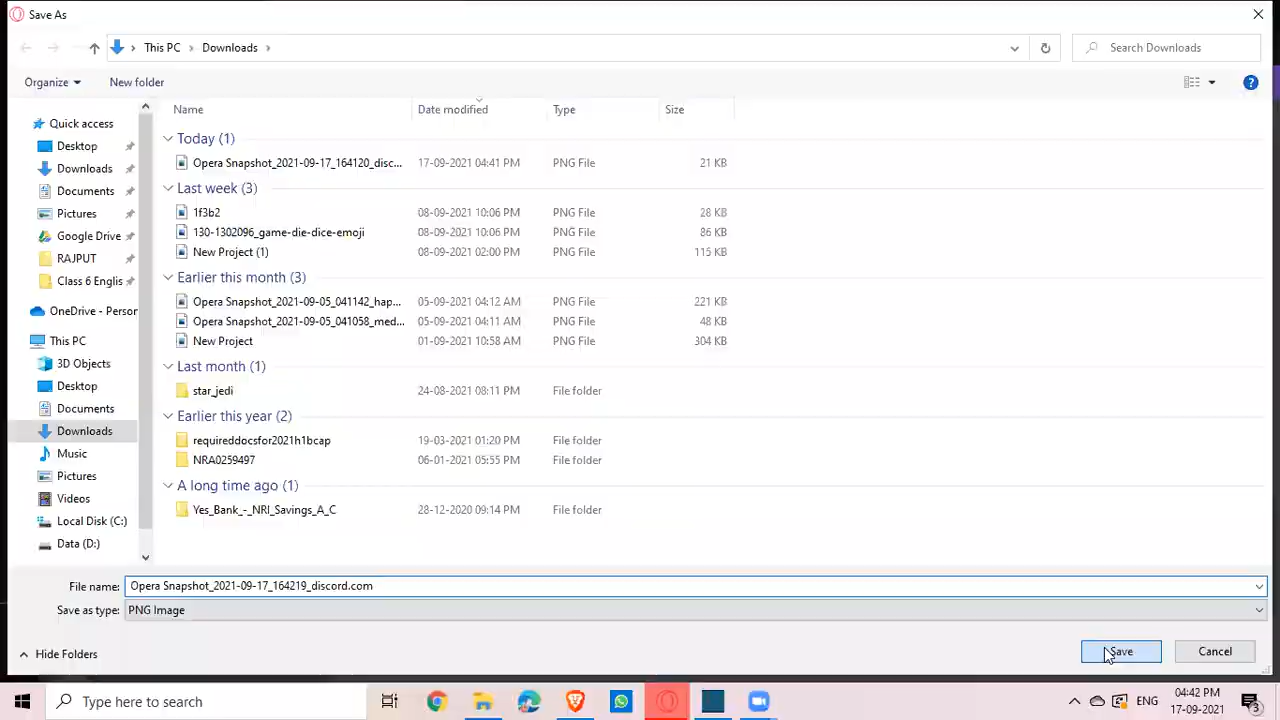 Save As
This PC > Downloads >
Search Downloads
Organize
New folder
Name
Date modified
Type
Size
Quick access
Desktop
Downloads
Documents
Pictures
Google Drive
RAJPUT
Class 6 Englis
OneDrive - Person
This PC
3D Objects
Desktop
Documents
Downloads
Music
Pictures
Videos
Local Disk (C:)
Data (D:)
Today (1)
Opera Snapshot_2021-09-17_164120_disc... 17-09-2021 04:41 PM PNG File 21 KB
Last week (3)
1f3b2 08-09-2021 10:06 PM PNG File 28 KB
130-1302096_game-die-dice-emoji 08-09-2021 10:06 PM PNG File 86 KB
New Project (1) 08-09-2021 02:00 PM PNG File 115 KB
Earlier this month (3)
Opera Snapshot_2021-09-05_041142_hap... 05-09-2021 04:12 AM PNG File 221 KB
Opera Snapshot_2021-09-05_041058_med... 05-09-2021 04:11 AM PNG File 48 KB
New Project 01-09-2021 10:58 AM PNG File 304 KB
Last month (1)
star_jedi 24-08-2021 08:11 PM File folder
Earlier this year (2)
requireddocsfor2021h1bcap 19-03-2021 01:20 PM File folder
NRA0259497 06-01-2021 05:55 PM File folder
A long time ago (1)
Yes_Bank_-_NRI_Savings_A_C 28-12-2020 09:14 PM File folder
File name: Opera Snapshot_2021-09-17_164219_discord.com
Save as type: PNG Image
Hide Folders
Save
Cancel
Type here to search
ENG
04:42 PM
17-09-2021
3